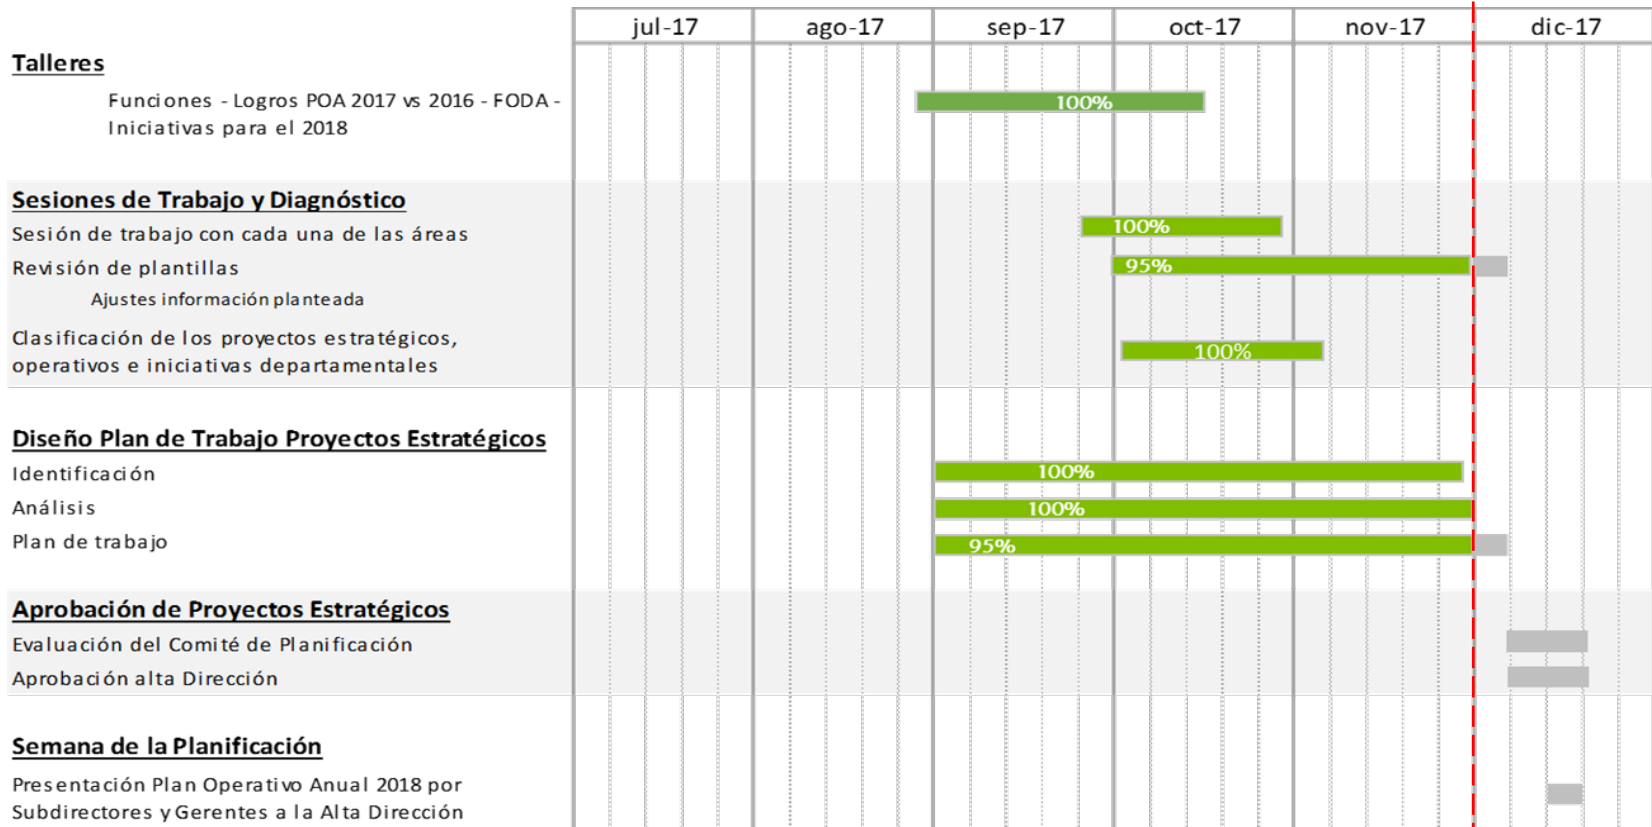 jul-17 ago-17 sep-17 oct-17 nov-17 dic-17
Talleres
Funciones - Logros POA 2017 vs 2016 - FODA -
Iniciativas para el 2018
100%
Sesiones de Trabajo y Diagnóstico
Sesión de trabajo con cada una de las áreas
100%
Revisión de plantillas
95%
Ajustes información planteada
Clasificación de los proyectos estratégicos,
operativos e iniciativas departamentales
100%
Diseño Plan de Trabajo Proyectos Estratégicos
Identificación
100%
Análisis
100%
Plan de trabajo
95%
Aprobación de Proyectos Estratégicos
Evaluación del Comité de Planificación
Aprobación alta Dirección
Semana de la Planificación
Presentación Plan Operativo Anual 2018 por
Subdirectores y Gerentes a la Alta Dirección